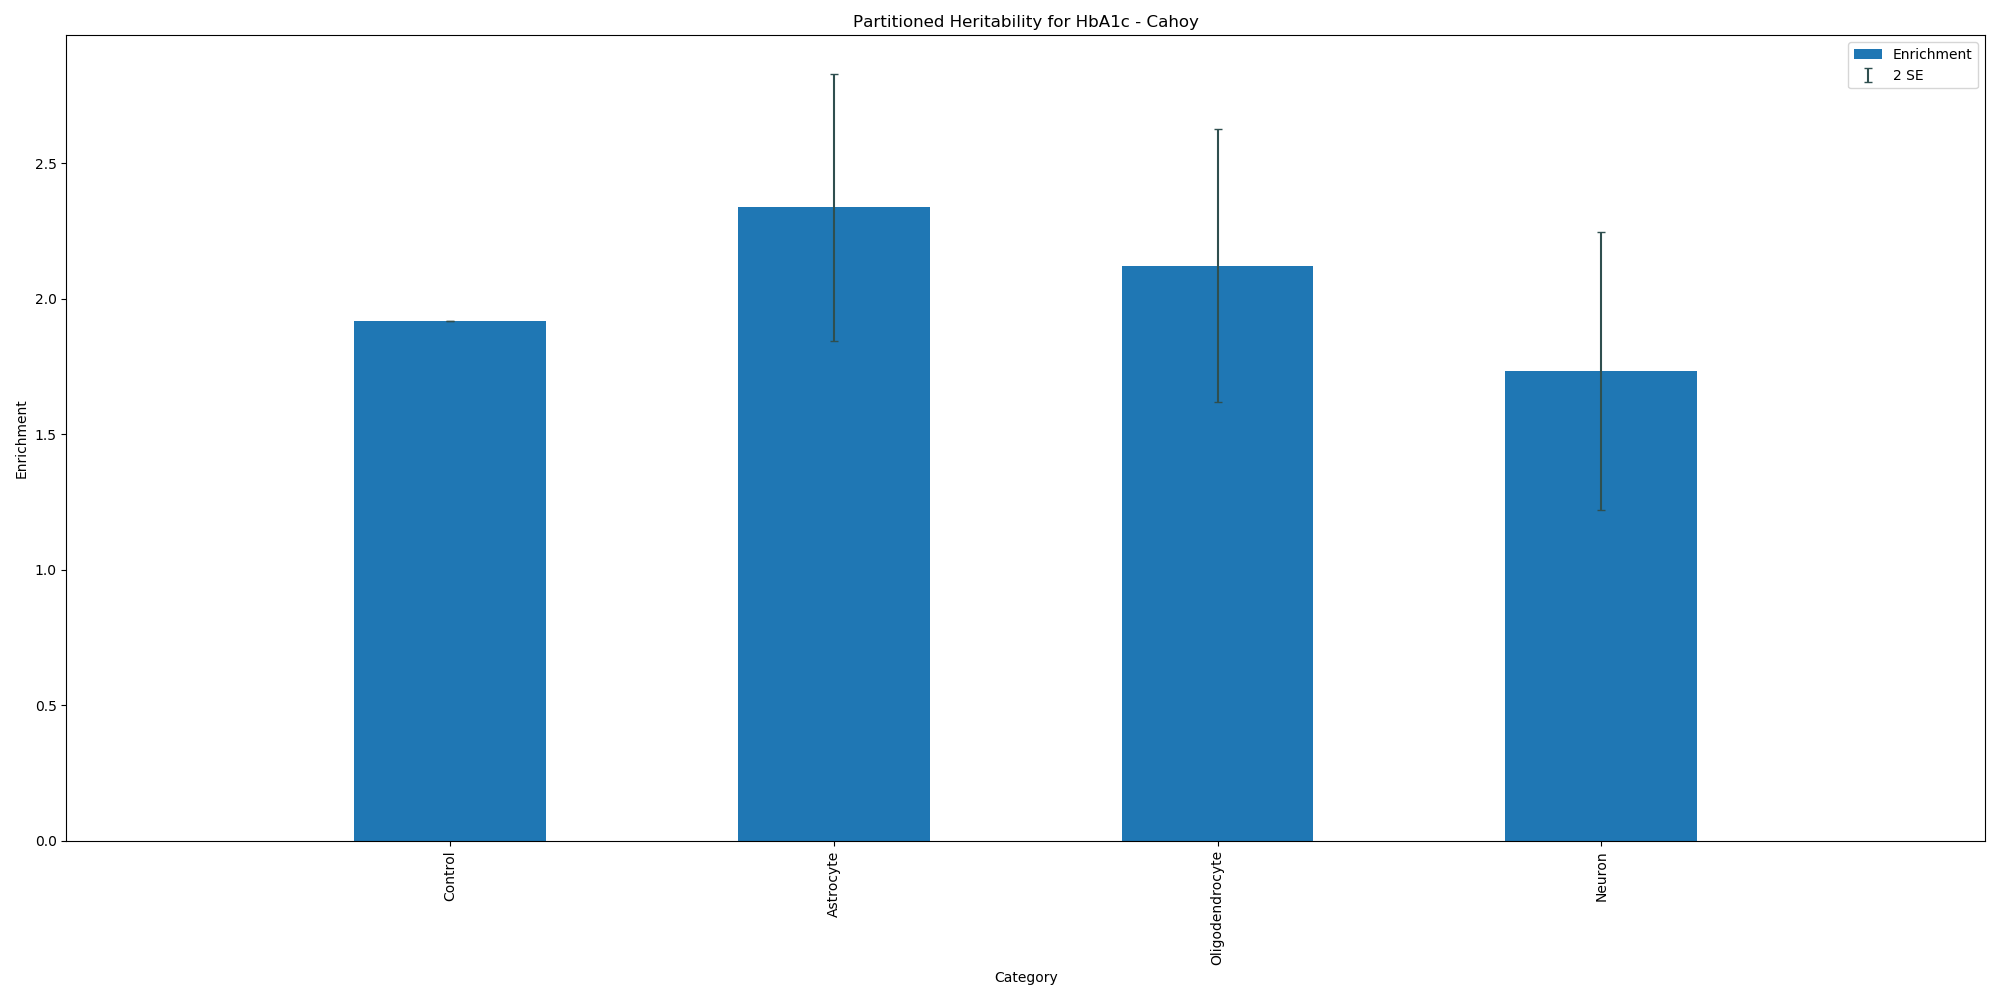 Partitioned Heritability for HbA1c - Cahoy
Enrichment
2 SE
2.5
2.0
1.5
1.0
0.5
0.0
Enrichment
Control
Astrocyte
Oligodendrocyte
Neuron
Category